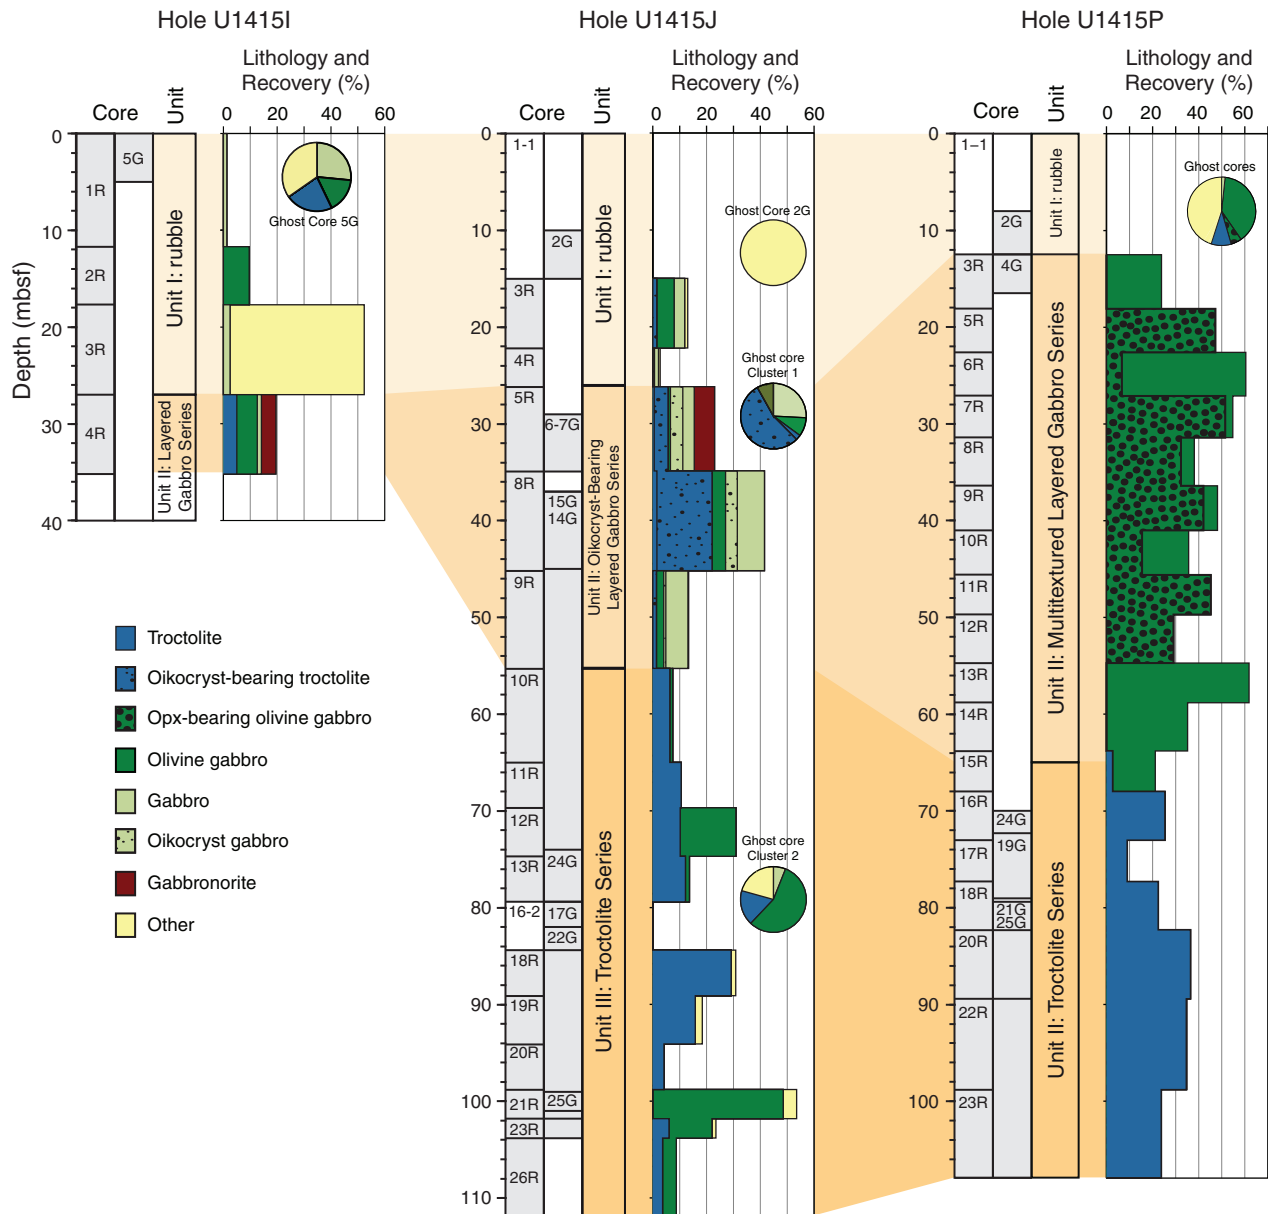 Hole U1415I
Hole U1415J
Hole U1415P
Lithology and
Recovery (%)
Core
Unit
0 20 40 60
Lithology and
Recovery (%)
Core
Unit
0 20 40 60
Lithology and
Recovery (%)
Core
Unit
0 20 40 60
Depth (mbsf)
0
10
20
30
40
1R
2R
3R
4R
5G
Unit I: rubble
Unit II: Layered
Gabbro Series
Ghost Core 5G
Troctolite
Oikocryst-bearing troctolite
Opx-bearing olivine gabbro
Olivine gabbro
Gabbro
Oikocryst gabbro
Gabbronorite
Other
0
10
20
30
40
50
60
70
80
90
100
110
1-1
3R
4R
5R
8R
9R
10R
11R
12R
13R
16-2
18R
19R
20R
21R
23R
26R
2G
6-7G
15G
14G
24G
17G
22G
25G
Unit I: rubble
Unit II: Oikocryst-Bearing
Layered Gabbro Series
Unit III: Troctolite Series
Ghost Core 2G
Ghost core
Cluster 1
Ghost core
Cluster 2
0
10
20
30
40
50
60
70
80
90
100
1–1
3R
5R
6R
7R
8R
9R
10R
11R
12R
13R
14R
15R
16R
17R
18R
20R
22R
23R
2G
4G
24G
19G
21G
25G
Unit I: rubble
Unit II: Multitextured Layered Gabbro Series
Unit II: Troctolite Series
Ghost cores